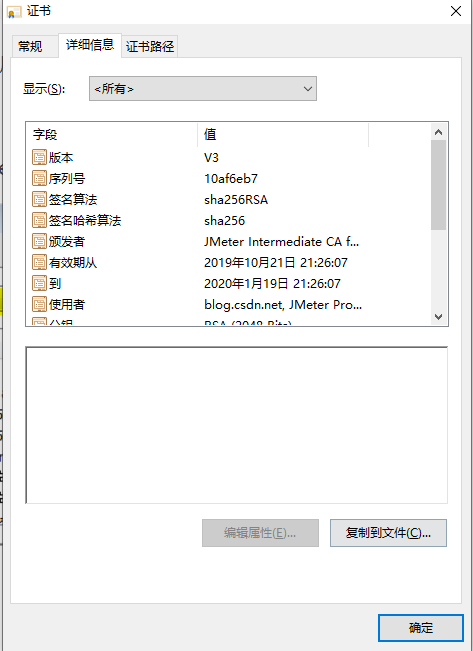 证书
常规 详细信息 证书路径
显示(S): <所有>
字段 值
版本 V3
序列号 10af6eb7
签名算法 sha256RSA
签名哈希算法 sha256
颁发者 JMeter Intermediate CA f...
有效期从 2019年10月21日 21:26:07
到 2020年1月19日 21:26:07
使用者 blog.csdn.net, JMeter Pro...
公钥 RSA (2048 Bits)
编辑属性(E)... 复制到文件(C)...
确定